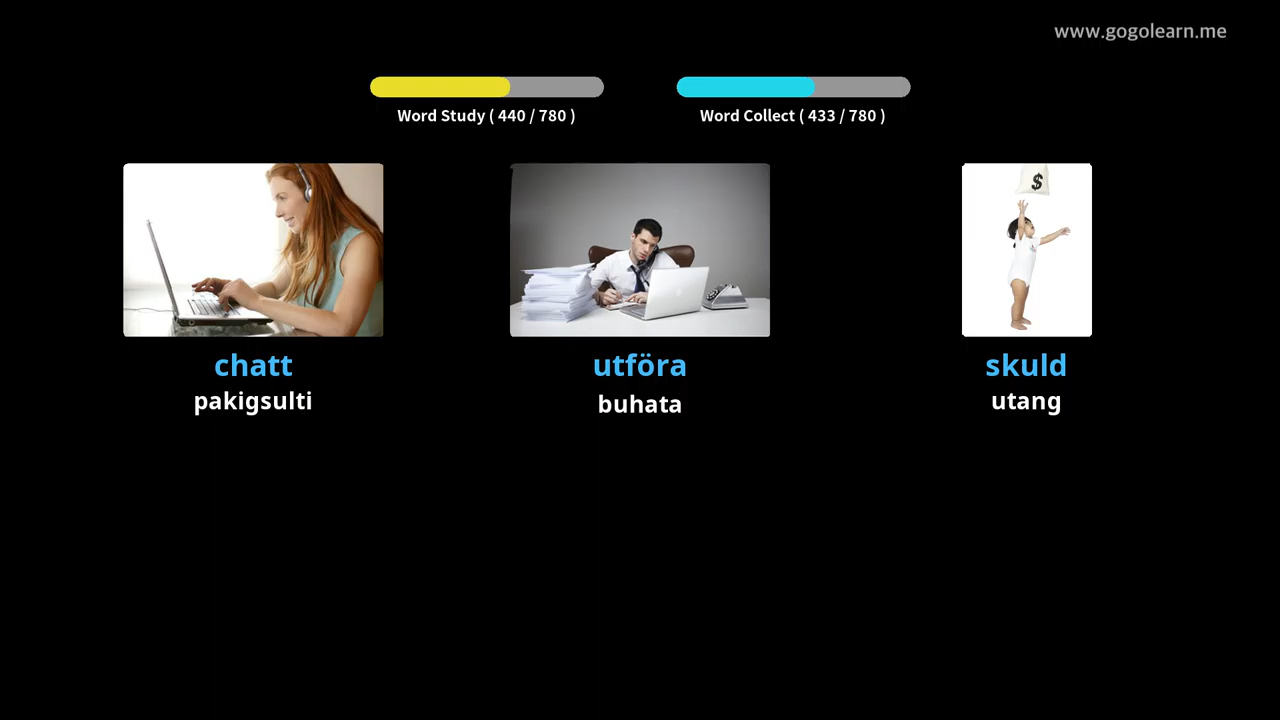 www.gogolearn.me
Word Study ( 440 / 780 )
Word Collect ( 433 / 780 )
$
chatt
utföra
skuld
pakigsulti
buhata
utang